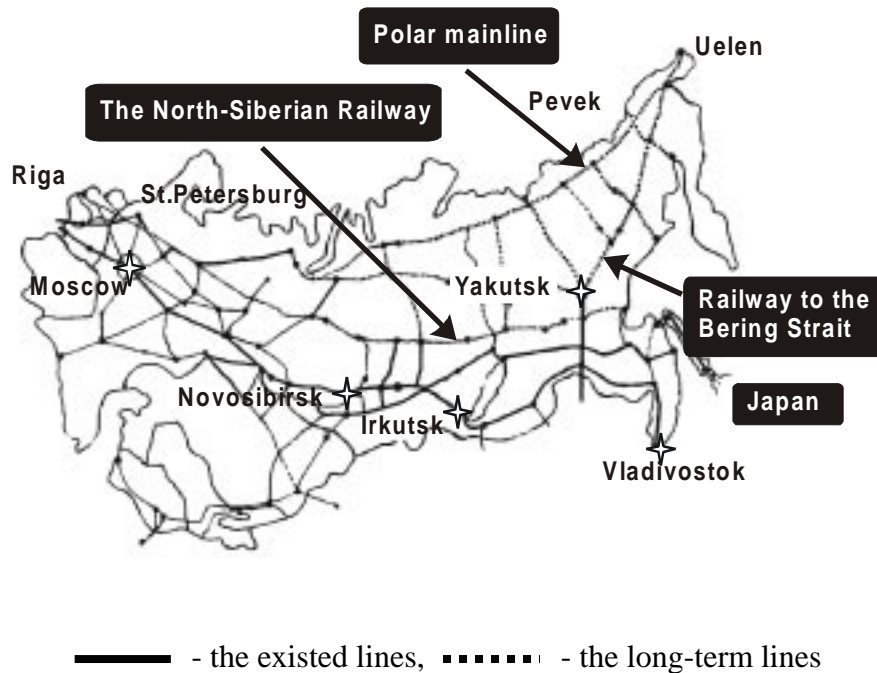 Polar mainline
Uelen
The North-Siberian Railway
Pevek
Riga
St.Petersburg
Moscow
Yakutsk
Railway to the
Bering Strait
Novosibirsk
Irkutsk
Japan
Vladivostok
- the existed lines, - the long-term lines